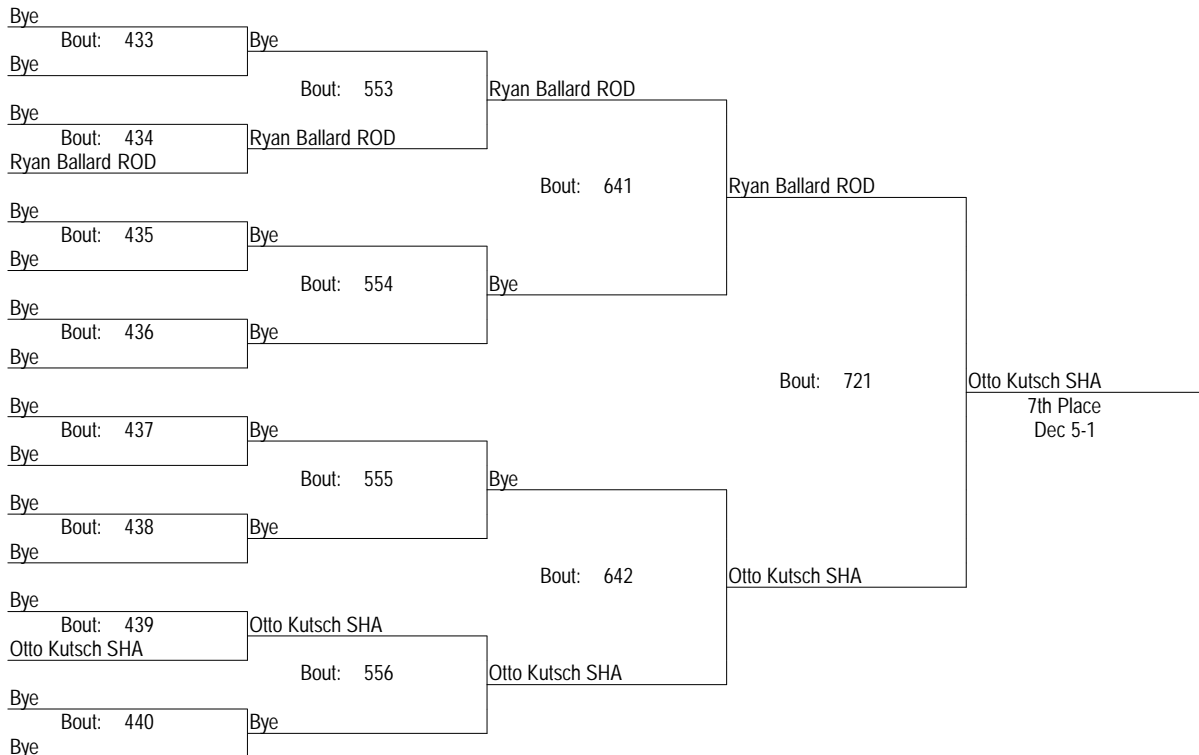 Bye
Bout: 433
Bye
Bye
Bout: 553
Ryan Ballard ROD
Bye
Bout: 434
Ryan Ballard ROD
Ryan Ballard ROD
Bout: 641
Ryan Ballard ROD
Bye
Bout: 435
Bye
Bye
Bout: 554
Bye
Bye
Bout: 436
Bye
Bye
Bout: 721
Otto Kutsch SHA
7th Place
Dec 5-1
Bye
Bout: 437
Bye
Bye
Bout: 555
Bye
Bye
Bout: 438
Bye
Bye
Bout: 642
Otto Kutsch SHA
Bye
Bout: 439
Otto Kutsch SHA
Otto Kutsch SHA
Bout: 556
Otto Kutsch SHA
Bye
Bout: 440
Bye
Bye